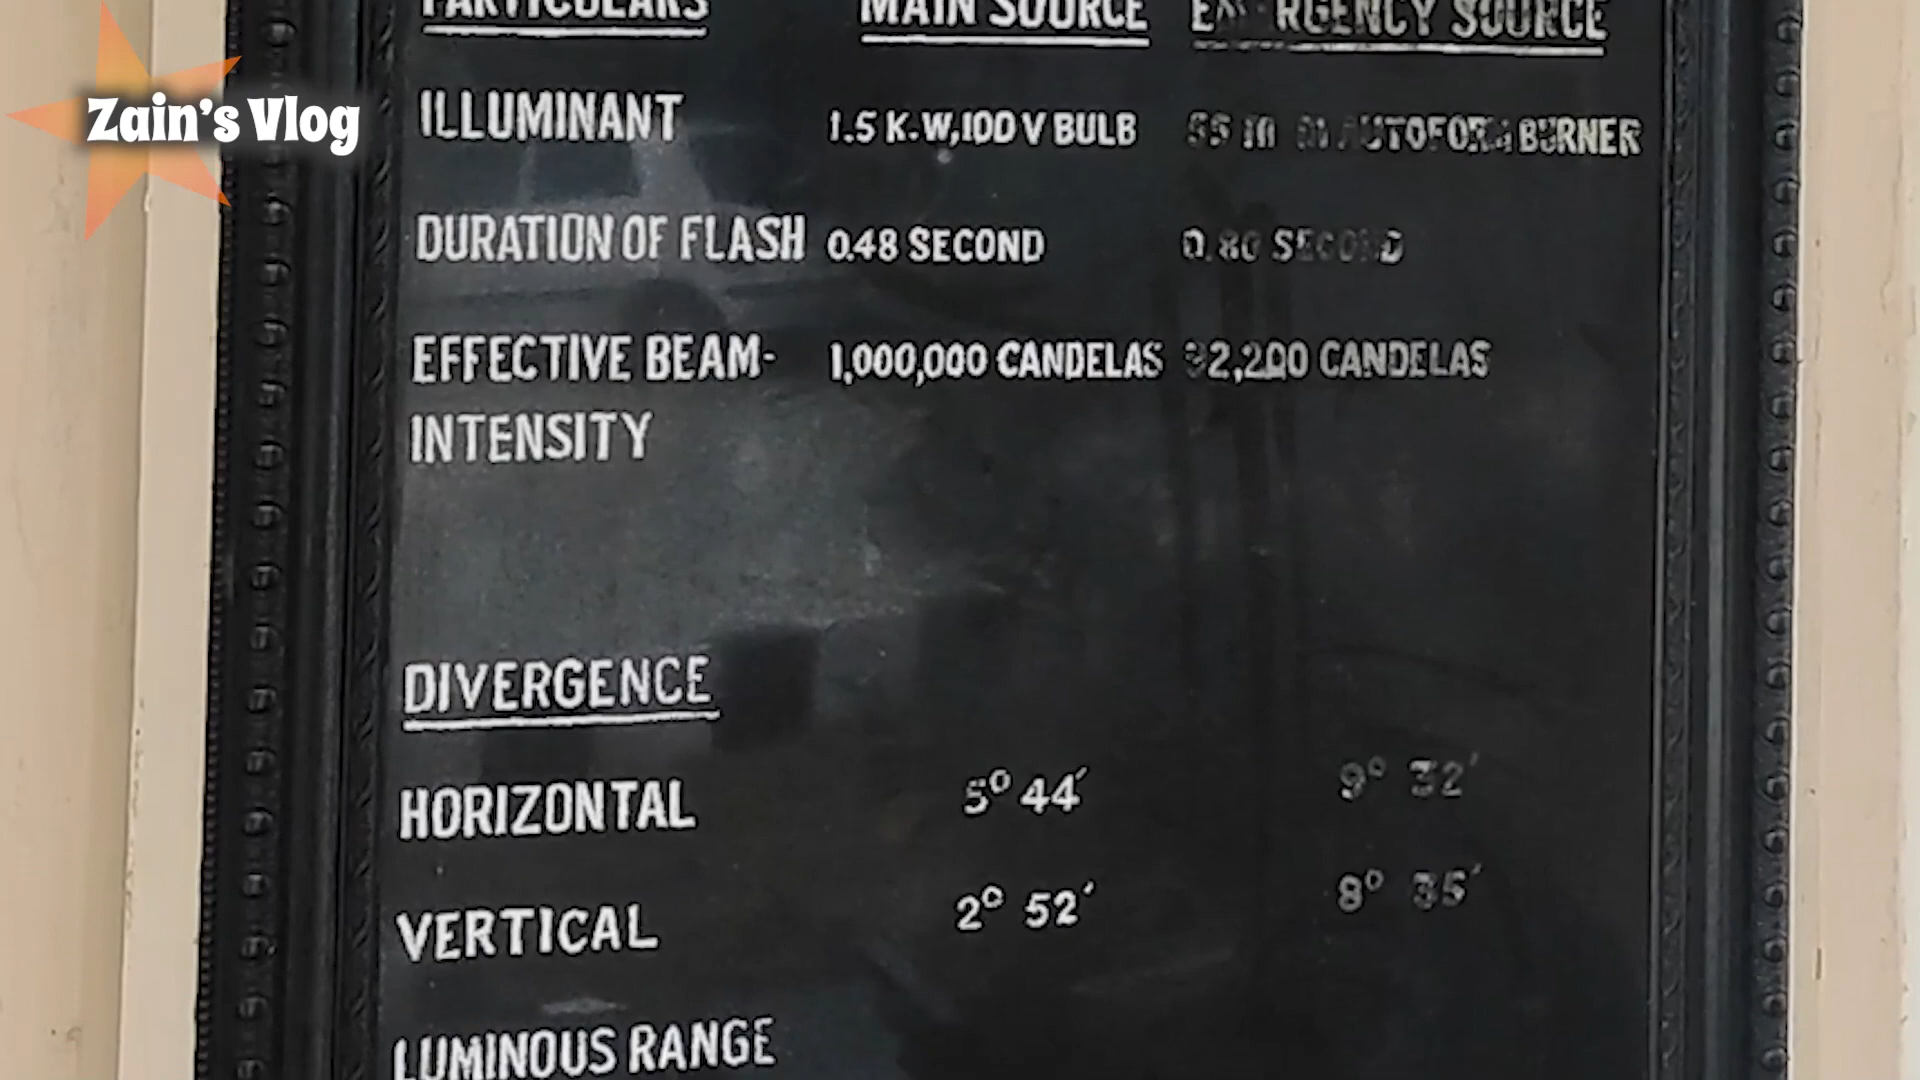 Zain's Vlog
PARTICULARS MAIN SOURCE EMERGENCY SOURCE
ILLUMINANT 1.5 K.W,100 V BULB 55 AUTOFORM BURNER
DURATION OF FLASH 0.48 SECOND 0.80 SECOND
EFFECTIVE BEAM- 1,000,000 CANDELAS CANDELAS
INTENSITY
DIVERGENCE
HORIZONTAL 5° 44′ 9° 32′
VERTICAL 2° 52′ 8° 35′
LUMINOUS RANGE